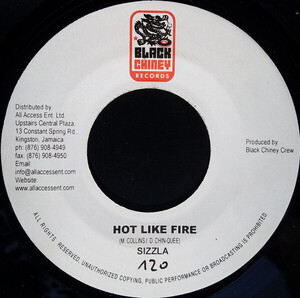 BLACK
CHINEY
RECORDS
Distributed by
All Access Ent. Ltd.
Upstairs Central Plaza.
13 Constant Spring Rd.
Kingston, Jamaica
ph: (876) 908-4949
fax: (876) 908-4950
Email
info@allaccessent.com
Website
www.allaccessent.com
Produced by:
Black Chiney Crew
HOT LIKE FIRE
(M.COLLINS / D.CHIN-QUEE)
SIZZLA
120
ALL RIGHTS RESERVED. UNAUTHORIZED COPYING, PUBLIC PERFORMANCE OR BROADCASTING PROHIBITED